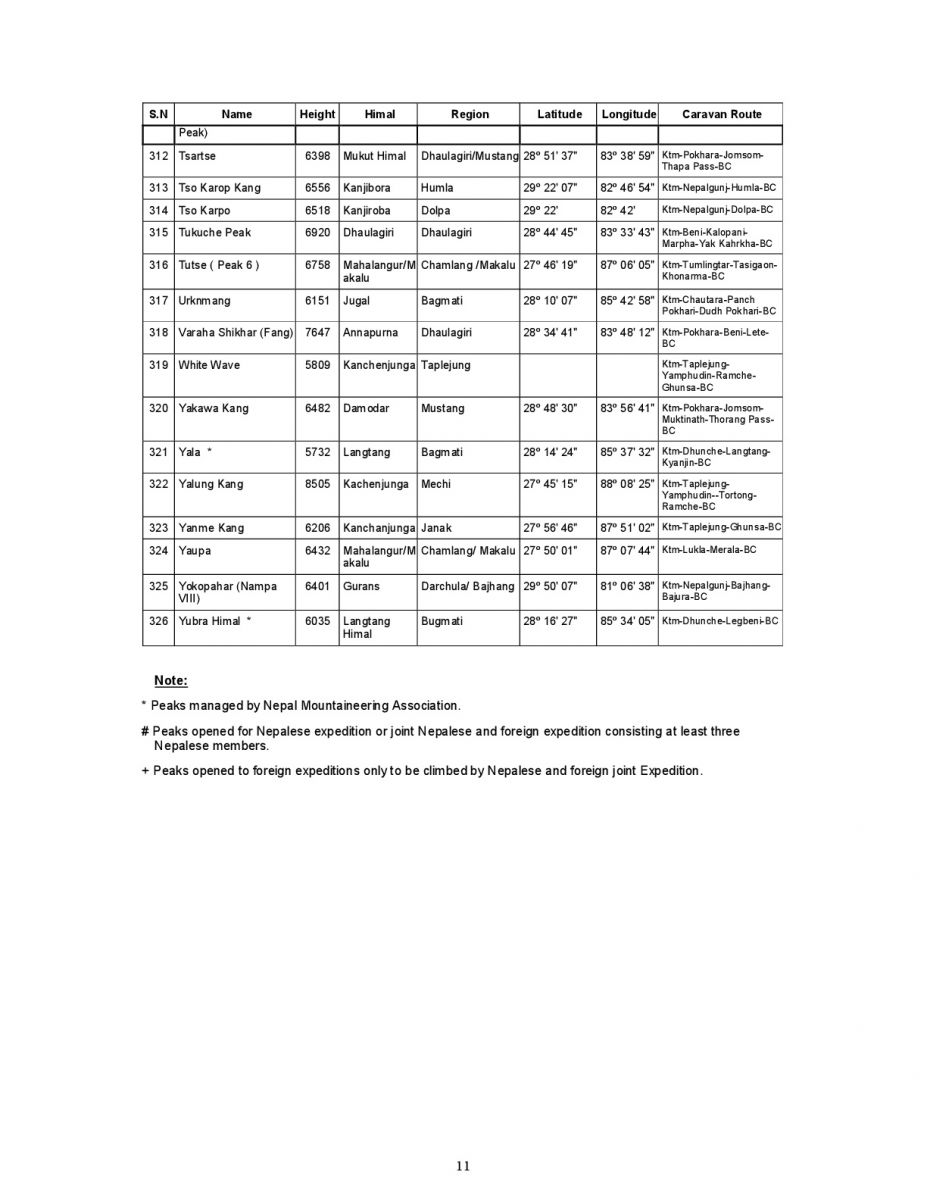 S.N Name Height Himal Region Latitude Longitude Caravan Route
Peak)
312 Tsartse 6398 Mukut Himal Dhaulagiri/Mustang 28° 51' 37" 83° 38' 59" Ktm-Pokhara-Jomsom-
Thapa Pass-BC
313 Tso Karop Kang 6556 Kanjibora Humla 29° 22' 07" 82° 46' 54" Ktm-Nepalgunj-Humla-BC
314 Tso Karpo 6518 Kanjiroba Dolpa 29° 22' 82° 42' Ktm-Nepalgunj-Dolpa-BC
315 Tukuche Peak 6920 Dhaulagiri Dhaulagiri 28° 44' 45" 83° 33' 43" Ktm-Beni-Kalopani-
Marpha-Yak Kahrkha-BC
316 Tutse ( Peak 6 ) 6758 Mahalangur/M Chamlang /Makalu 27° 46' 19" 87° 06' 05" Ktm-Tumlingtar-Tasigaon-
akalu Khonarma-BC
317 Urknmang 6151 Jugal Bagmati 28° 10' 07" 85° 42' 58" Ktm-Chautara-Panch
Pokhari-Dudh Pokhari-BC
318 Varaha Shikhar (Fang) 7647 Annapurna Dhaulagiri 28° 34' 41" 83° 48' 12" Ktm-Pokhara-Beni-Lete-
BC
319 White Wave 5809 Kanchenjunga Taplejung Ktm-Taplejung-
Yamphudin-Ramche-
Ghunsa-BC
320 Yakawa Kang 6482 Damodar Mustang 28° 48' 30" 83° 56' 41" Ktm-Pokhara-Jomsom-
Muktinath-Thorang Pass-
BC
321 Yala * 5732 Langtang Bagmati 28° 14' 24" 85° 37' 32" Ktm-Dhunche-Langtang-
Kyanjin-BC
322 Yalung Kang 8505 Kachenjunga Mechi 27° 45' 15" 88° 08' 25" Ktm-Taplejung-
Yamphudin--Tortong-
Ramche-BC
323 Yanme Kang 6206 Kanchanjunga Janak 27° 56' 46" 87° 51' 02" Ktm-Taplejung-Ghunsa-BC
324 Yaupa 6432 Mahalangur/M Chamlang/ Makalu 27° 50' 01" 87° 07' 44" Ktm-Lukla-Merala-BC
akalu
325 Yokopahar (Nampa 6401 Gurans Darchula/ Bajhang 29° 50' 07" 81° 06' 38" Ktm-Nepalgunj-Bajhang-
VIII) Bajura-BC
326 Yubra Himal * 6035 Langtang Bugmati 28° 16' 27" 85° 34' 05" Ktm-Dhunche-Legbeni-BC
Himal
Note:
* Peaks managed by Nepal Mountaineering Association.
# Peaks opened for Nepalese expedition or joint Nepalese and foreign expedition consisting at least three
Nepalese members.
+ Peaks opened to foreign expeditions only to be climbed by Nepalese and foreign joint Expedition.
11